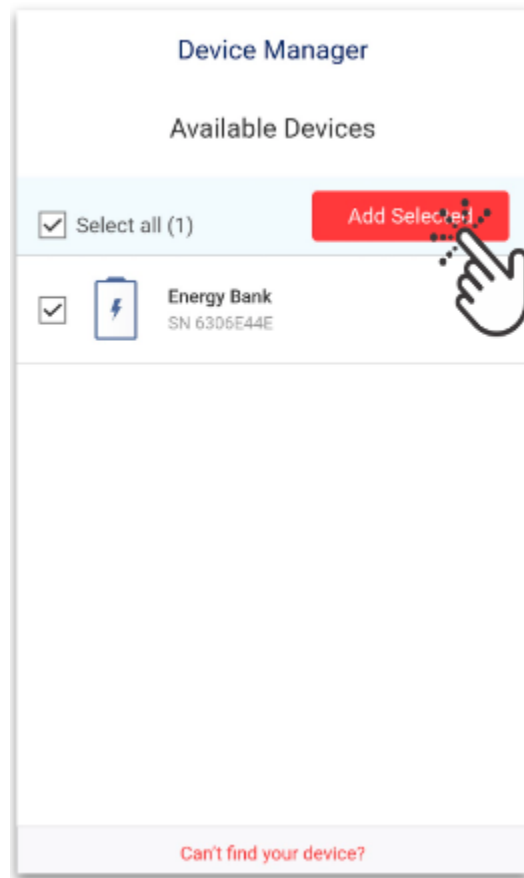 Device Manager
Available Devices
Select all (1)
Add Selected
Energy Bank
SN 6306E44E
Can't find your device?